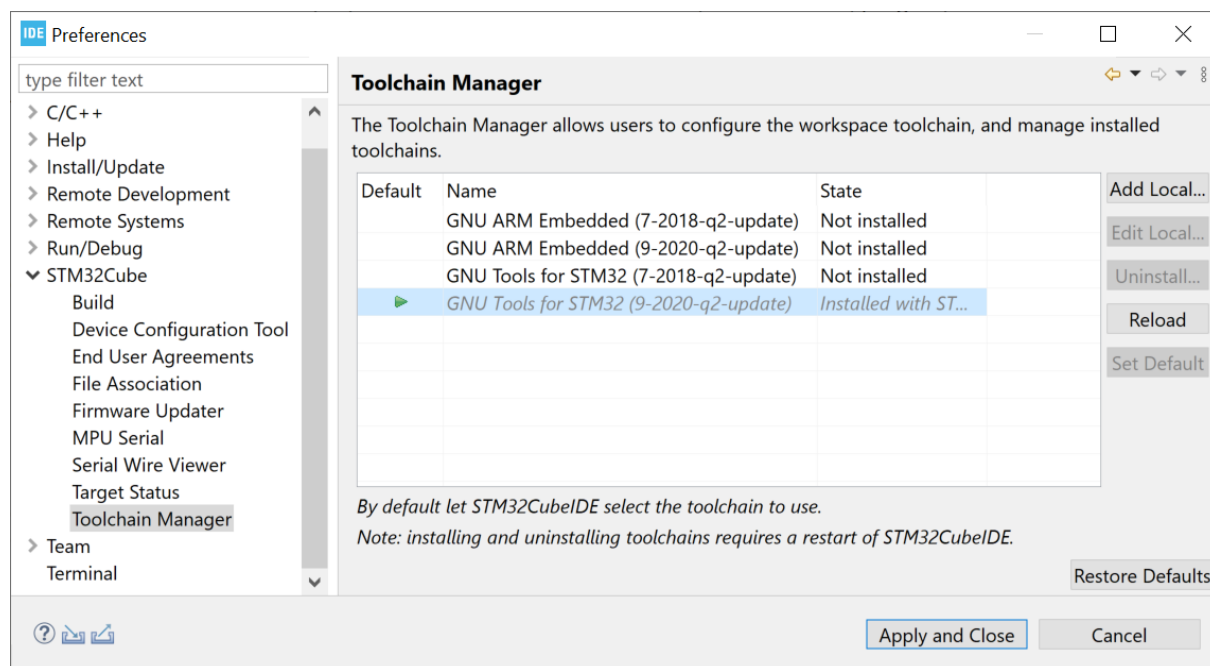 IDE Preferences
type filter text
C/C++
Help
Install/Update
Remote Development
Remote Systems
Run/Debug
STM32Cube
Build
Device Configuration Tool
End User Agreements
File Association
Firmware Updater
MPU Serial
Serial Wire Viewer
Target Status
Toolchain Manager
Team
Terminal
Toolchain Manager
The Toolchain Manager allows users to configure the workspace toolchain, and manage installed
toolchains.
Default Name State
GNU ARM Embedded (7-2018-q2-update) Not installed
GNU ARM Embedded (9-2020-q2-update) Not installed
GNU Tools for STM32 (7-2018-q2-update) Not installed
GNU Tools for STM32 (9-2020-q2-update) Installed with ST...
Add Local...
Edit Local...
Uninstall...
Reload
Set Default
By default let STM32CubeIDE select the toolchain to use.
Note: installing and uninstalling toolchains requires a restart of STM32CubeIDE.
Restore Defaults
? Apply and Close Cancel